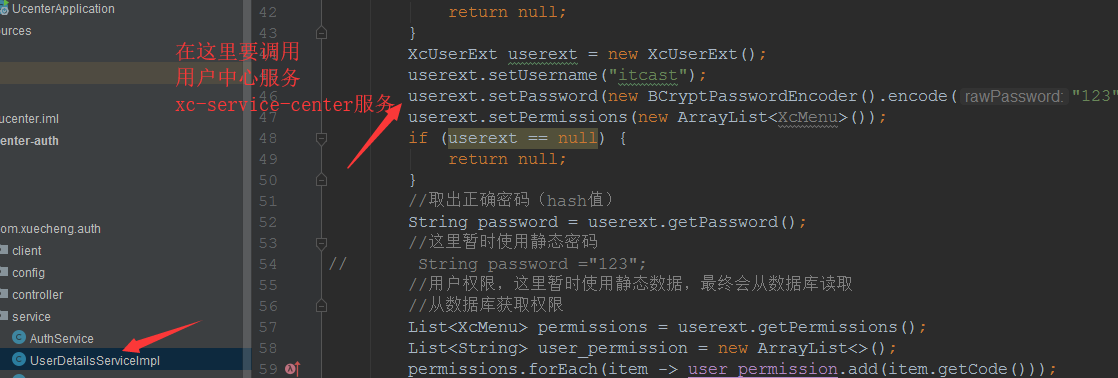 UcenterApplication
ources
ucenter.iml
enter-auth
om.xuecheng.auth
client
config
controller
service
AuthService
UserDetailsServiceImpl
在这里要调用
用户中心服务
xc-service-center服务
42 return null;
43 }
XcUserExt userext = new XcUserExt();
userext.setUsername("itcast");
46 userext.setPassword(new BCryptPasswordEncoder().encode( rawPassword: "123"
47 userext.setPermissions(new ArrayList<XcMenu>());
48 if (userext == null) {
49 return null;
50 }
51 //取出正确密码（hash值）
52 String password = userext.getPassword();
53 //这里暂时使用静态密码
54 // String password ="123";
55 //用户权限，这里暂时使用静态数据，最终会从数据库读取
56 //从数据库获取权限
57 List<XcMenu> permissions = userext.getPermissions();
58 List<String> user_permission = new ArrayList<>();
59 permissions.forEach(item -> user_permission.add(item.getCode()));